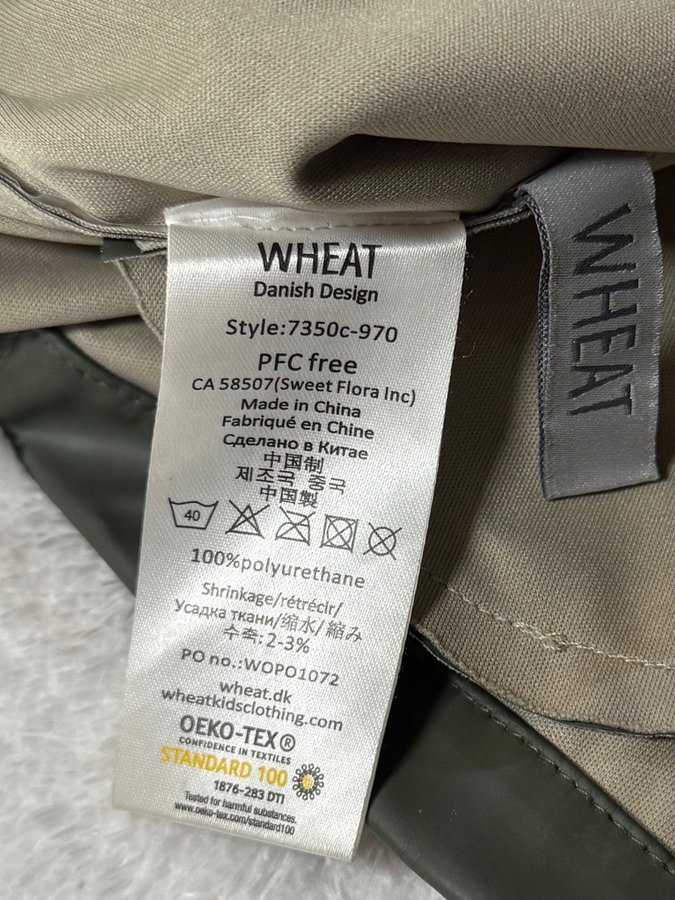 WHEAT
Danish Design
Style:7350c-970
PFC free
CA 58507(Sweet Flora Inc)
Made in China
Fabriqué en Chine
Сделано в Китае
中国制
제조국 중국
中国製
40
100%polyurethane
Shrinkage/rétrécir/
Усадка ткани/缩水/縮み
수축:2-3%
PO no.:WOPO1072
wheat.dk
wheatkidsclothing.com
OEKO-TEX®
CONFIDENCE IN TEXTILES
STANDARD 100
1876-283 DTI
Tested for harmful substances.
www.oeko-tex.com/standard100
WHEAT